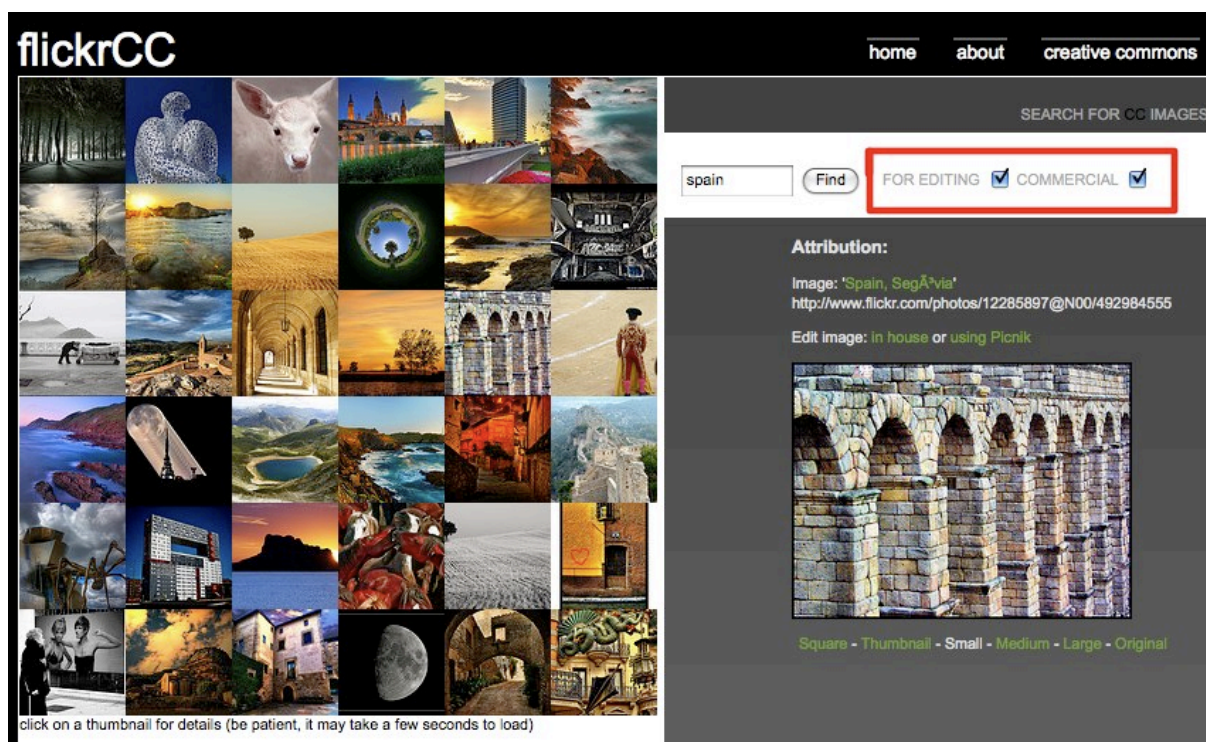 flickrCC
home about creative commons
SEARCH FOR CC IMAGES
spain Find FOR EDITING COMMERCIAL
Attribution:
Image: 'Spain, SegÃ³via'
http://www.flickr.com/photos/12285897@N00/492984555
Edit image: in house or using Picnik
Square - Thumbnail - Small - Medium - Large - Original
click on a thumbnail for details (be patient, it may take a few seconds to load)